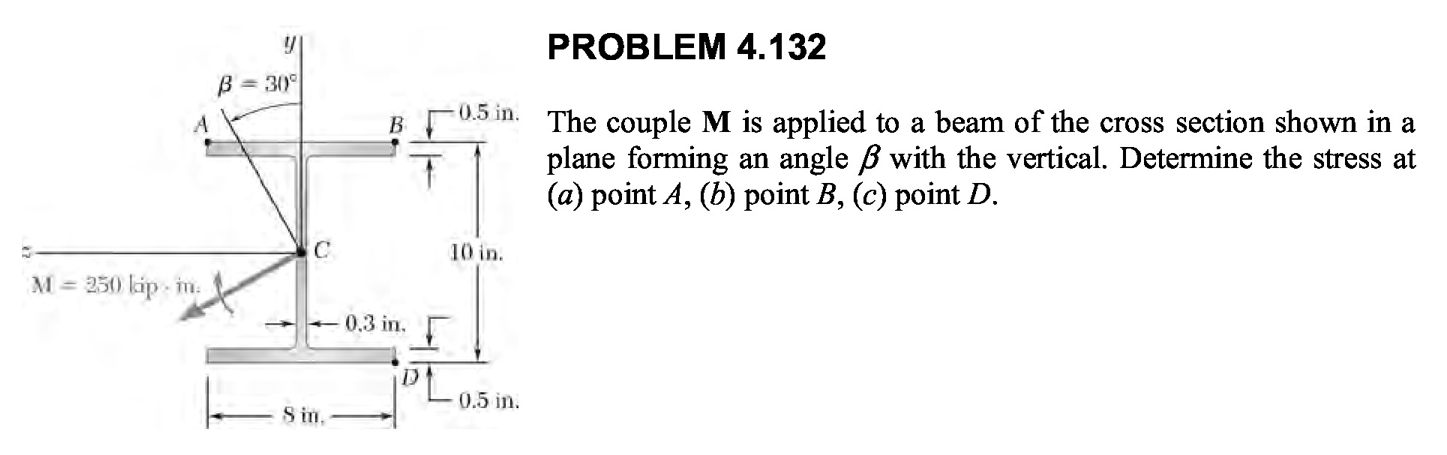 PROBLEM 4.132
The couple M is applied to a beam of the cross section shown in a
plane forming an angle β with the vertical. Determine the stress at
(a) point A, (b) point B, (c) point D.
y
β = 30°
A
B
0.5 in.
z
C
10 in.
M = 250 kip · in.
0.3 in.
D
0.5 in.
8 in.